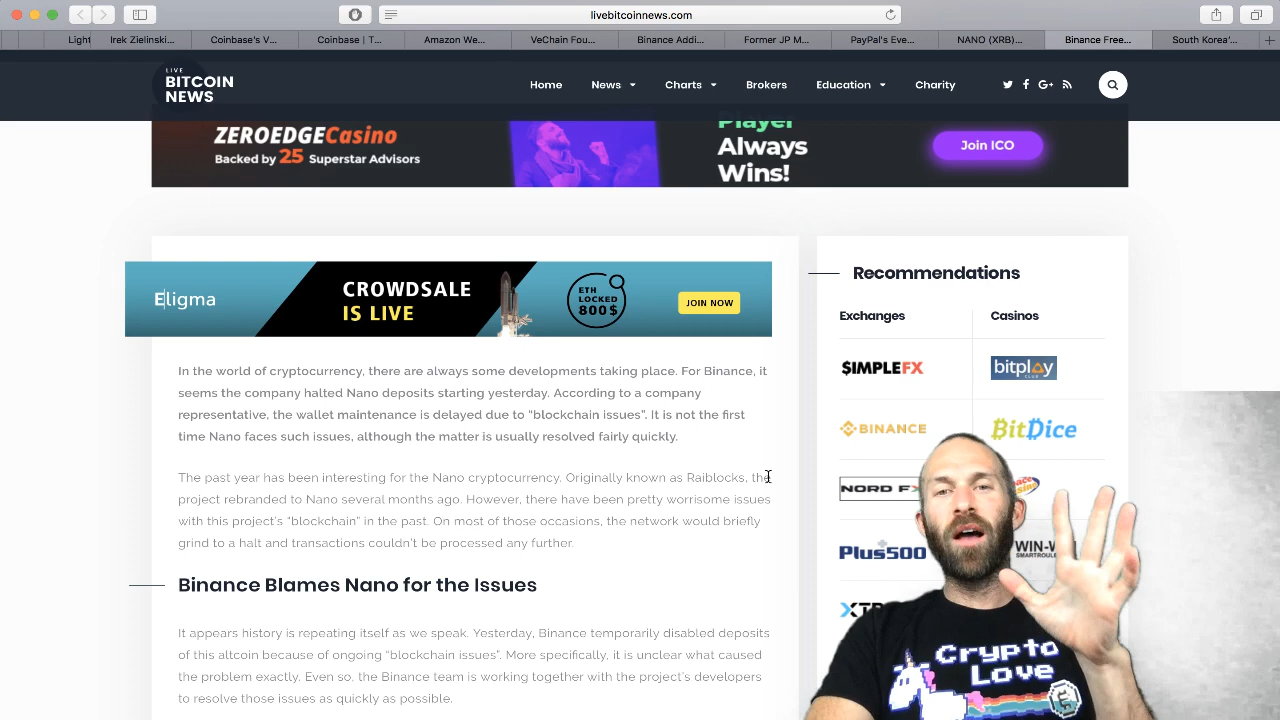 livebitcoinnews.com
Light
Irek Zielinski...
Coinbase's V...
Coinbase | T...
Amazon We...
VeChain Fou...
Binance Addi...
Former JP M...
PayPal's Eve...
NANO (XRB)...
Binance Free...
South Korea'...
LIVE
BITCOIN
NEWS
Home
News
Charts
Brokers
Education
Charity
ZEROEDGECasino
Backed by 25 Superstar Advisors
Player
Always
Wins!
Join ICO
Eligma
CROWDSALE
IS LIVE
ETH
LOCKED
800$
JOIN NOW
In the world of cryptocurrency, there are always some developments taking place. For Binance, it
seems the company halted Nano deposits starting yesterday. According to a company
representative, the wallet maintenance is delayed due to "blockchain issues". It is not the first
time Nano faces such issues, although the matter is usually resolved fairly quickly.
The past year has been interesting for the Nano cryptocurrency. Originally known as Raiblocks, the
project rebranded to Nano several months ago. However, there have been pretty worrisome issues
with this project's "blockchain" in the past. On most of those occasions, the network would briefly
grind to a halt and transactions couldn't be processed any further.
Binance Blames Nano for the Issues
It appears history is repeating itself as we speak. Yesterday, Binance temporarily disabled deposits
of this altcoin because of ongoing "blockchain issues". More specifically, it is unclear what caused
the problem exactly. Even so, the Binance team is working together with the project's developers
to resolve those issues as quickly as possible.
Recommendations
Exchanges
Casinos
$IMPLEFX
bitplay
CLUB
BINANCE
BitDice
NORD FX
Plus500
WIN-W
SMARTROULE
XTR
Crypto
Love